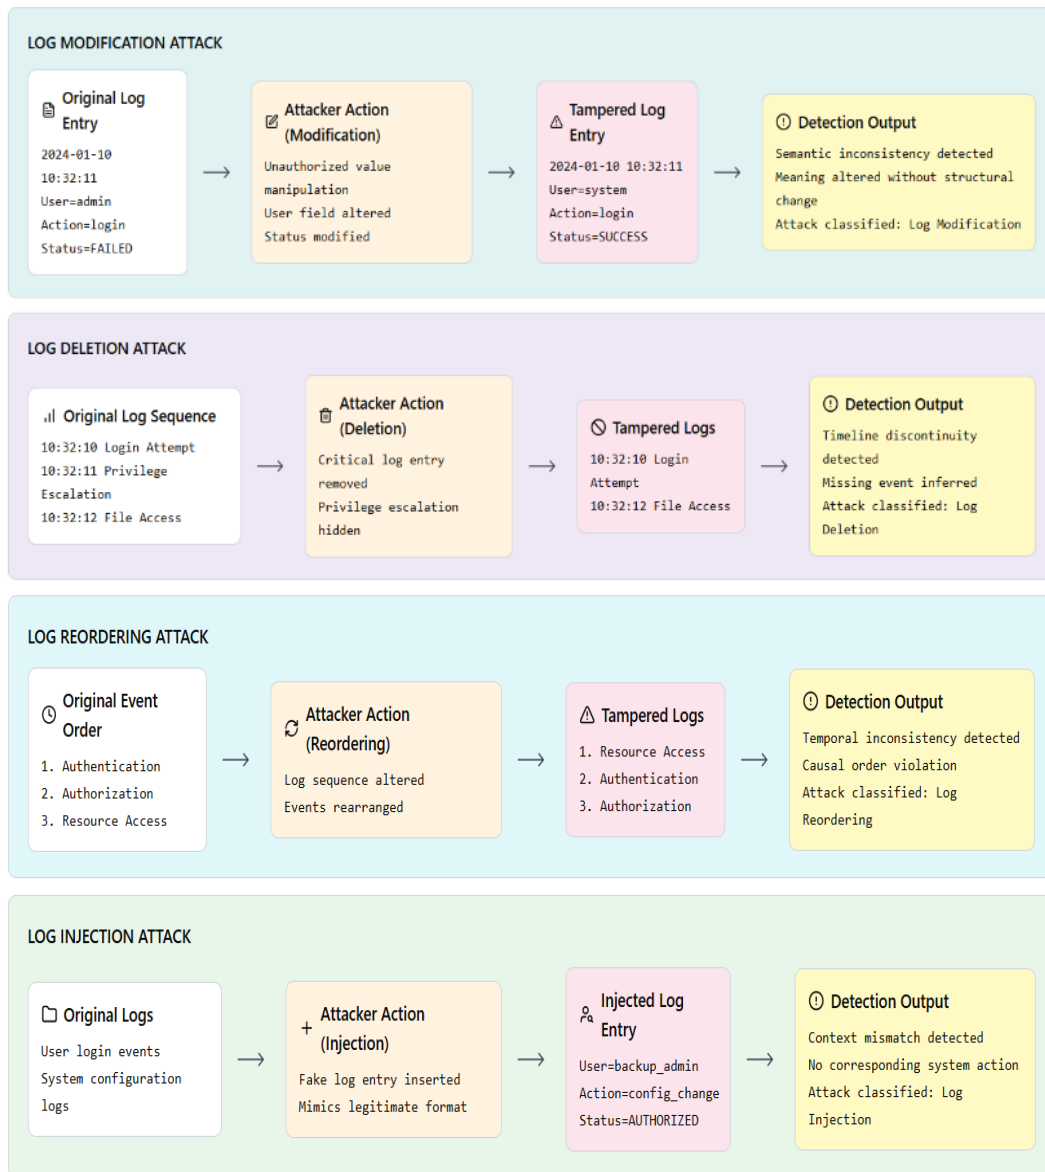 LOG MODIFICATION ATTACK
Original Log
Entry
2024-01-10
10:32:11
User=admin
Action=login
Status=FAILED
Attacker Action
(Modification)
Unauthorized value
manipulation
User field altered
Status modified
Tampered Log
Entry
2024-01-10 10:32:11
User=system
Action=login
Status=SUCCESS
Detection Output
Semantic inconsistency detected
Meaning altered without structural
change
Attack classified: Log Modification
LOG DELETION ATTACK
Original Log Sequence
10:32:10 Login Attempt
10:32:11 Privilege
Escalation
10:32:12 File Access
Attacker Action
(Deletion)
Critical log entry
removed
Privilege escalation
hidden
Tampered Logs
10:32:10 Login
Attempt
10:32:12 File Access
Detection Output
Timeline discontinuity
detected
Missing event inferred
Attack classified: Log
Deletion
LOG REORDERING ATTACK
Original Event
Order
1. Authentication
2. Authorization
3. Resource Access
Attacker Action
(Reordering)
Log sequence altered
Events rearranged
Tampered Logs
1. Resource Access
2. Authentication
3. Authorization
Detection Output
Temporal inconsistency detected
Causal order violation
Attack classified: Log
Reordering
LOG INJECTION ATTACK
Original Logs
User login events
System configuration
logs
Attacker Action
(Injection)
Fake log entry inserted
Mimics legitimate format
Injected Log
Entry
User=backup_admin
Action=config_change
Status=AUTHORIZED
Detection Output
Context mismatch detected
No corresponding system action
Attack classified: Log
Injection